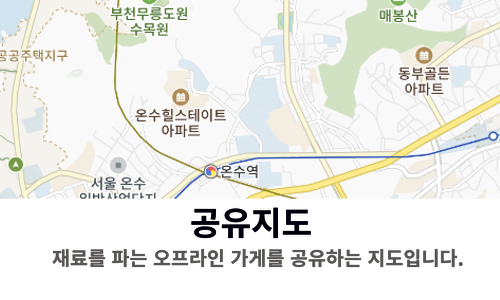 부천무릉도원
수목원
매봉산
공공주택지구
동부골든
아파트
온수힐스테이트
아파트
온수역
서울 온수
일반산업단지
공유지도
재료를 파는 오프라인 가게를 공유하는 지도입니다.